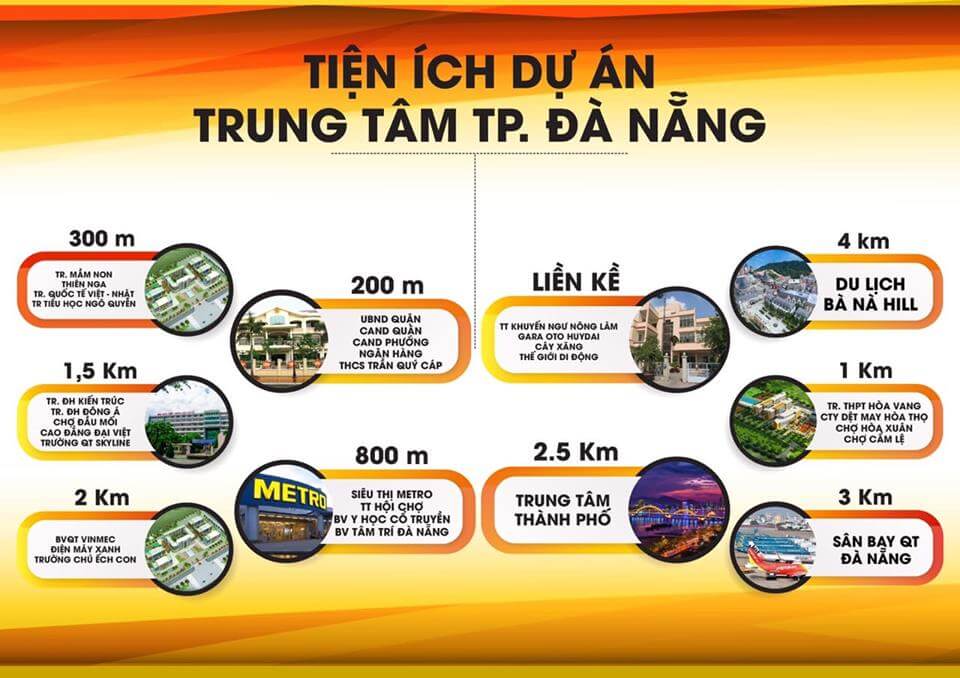 TIỆN ÍCH DỰ ÁN
TRUNG TÂM TP. ĐÀ NẴNG
300 m
TR. MẦM NON
THIÊN NGA
TR. QUỐC TẾ VIỆT - NHẬT
TR TIỂU HỌC NGÔ QUYỀN
200 m
UBND QUẬN
CAND QUẬN
CAND PHƯỜNG
NGÂN HÀNG
THCS TRẦN QUÝ CÁP
LIỀN KỀ
TT KHUYẾN NGƯ NÔNG LÂM
GARA OTO HUYDAI
CÂY XĂNG
THẾ GIỚI DI ĐỘNG
4 km
DU LỊCH
BÀ NÀ HILL
1,5 Km
TR. ĐH KIẾN TRÚC
TR. ĐH ĐÔNG Á
CHỢ ĐẦU MỐI
CAO ĐẲNG ĐẠI VIỆT
TRƯỜNG QT SKYLINE
800 m
METRO
SIÊU THỊ METRO
TT HỘI CHỢ
BV Y HỌC CỔ TRUYỀN
BV TÂM TRÍ ĐÀ NẴNG
2.5 Km
TRUNG TÂM
THÀNH PHỐ
1 Km
TR. THPT HÒA VANG
CTY DỆT MAY HÒA THỌ
CHỢ HÒA XUÂN
CHỢ CẨM LỆ
2 Km
BVQT VINMEC
ĐIỆN MÁY XANH
TRƯỜNG CHÚ ẾCH CON
3 Km
SÂN BAY QT
ĐÀ NẴNG